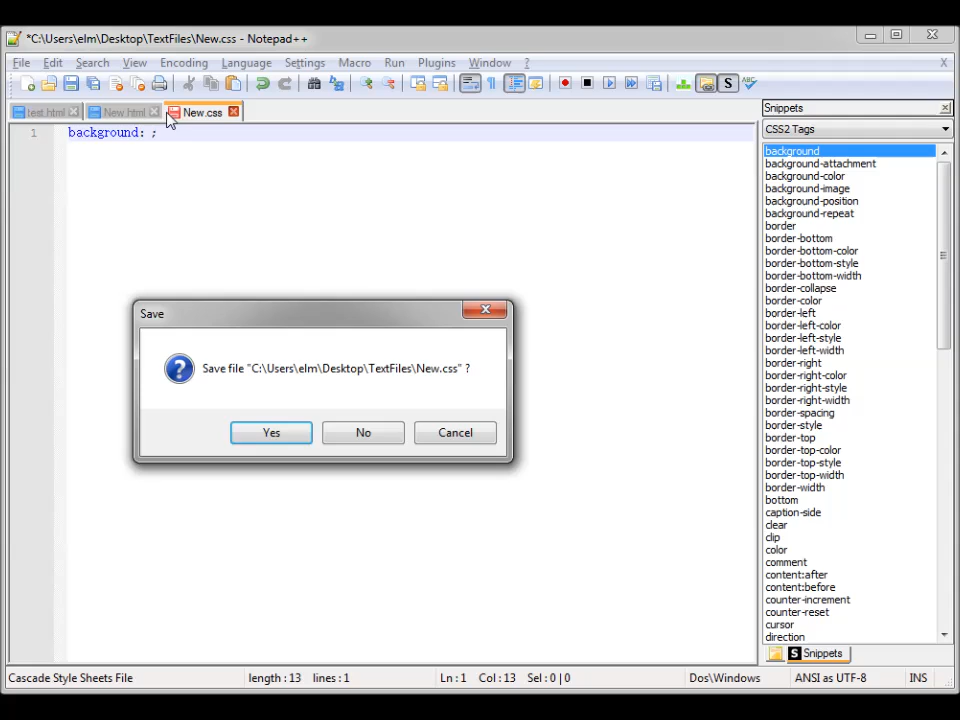 *C:\Users\elm\Desktop\TextFiles\New.css - Notepad++
File Edit Search View Encoding Language Settings Macro Run Plugins Window ? X
test.html New.html New.css
1 background: ;
Snippets
CSS2 Tags
background
background-attachment
background-color
background-image
background-position
background-repeat
border
border-bottom
border-bottom-color
border-bottom-style
border-bottom-width
border-collapse
border-color
border-left
border-left-color
border-left-style
border-left-width
border-right
border-right-color
border-right-style
border-right-width
border-spacing
border-style
border-top
border-top-color
border-top-style
border-top-width
border-width
bottom
caption-side
clear
clip
color
comment
content:after
content:before
counter-increment
counter-reset
cursor
direction
S Snippets
Save
Save file "C:\Users\elm\Desktop\TextFiles\New.css" ?
Yes No Cancel
Cascade Style Sheets File length : 13 lines : 1 Ln : 1 Col : 13 Sel : 0 | 0 Dos\Windows ANSI as UTF-8 INS